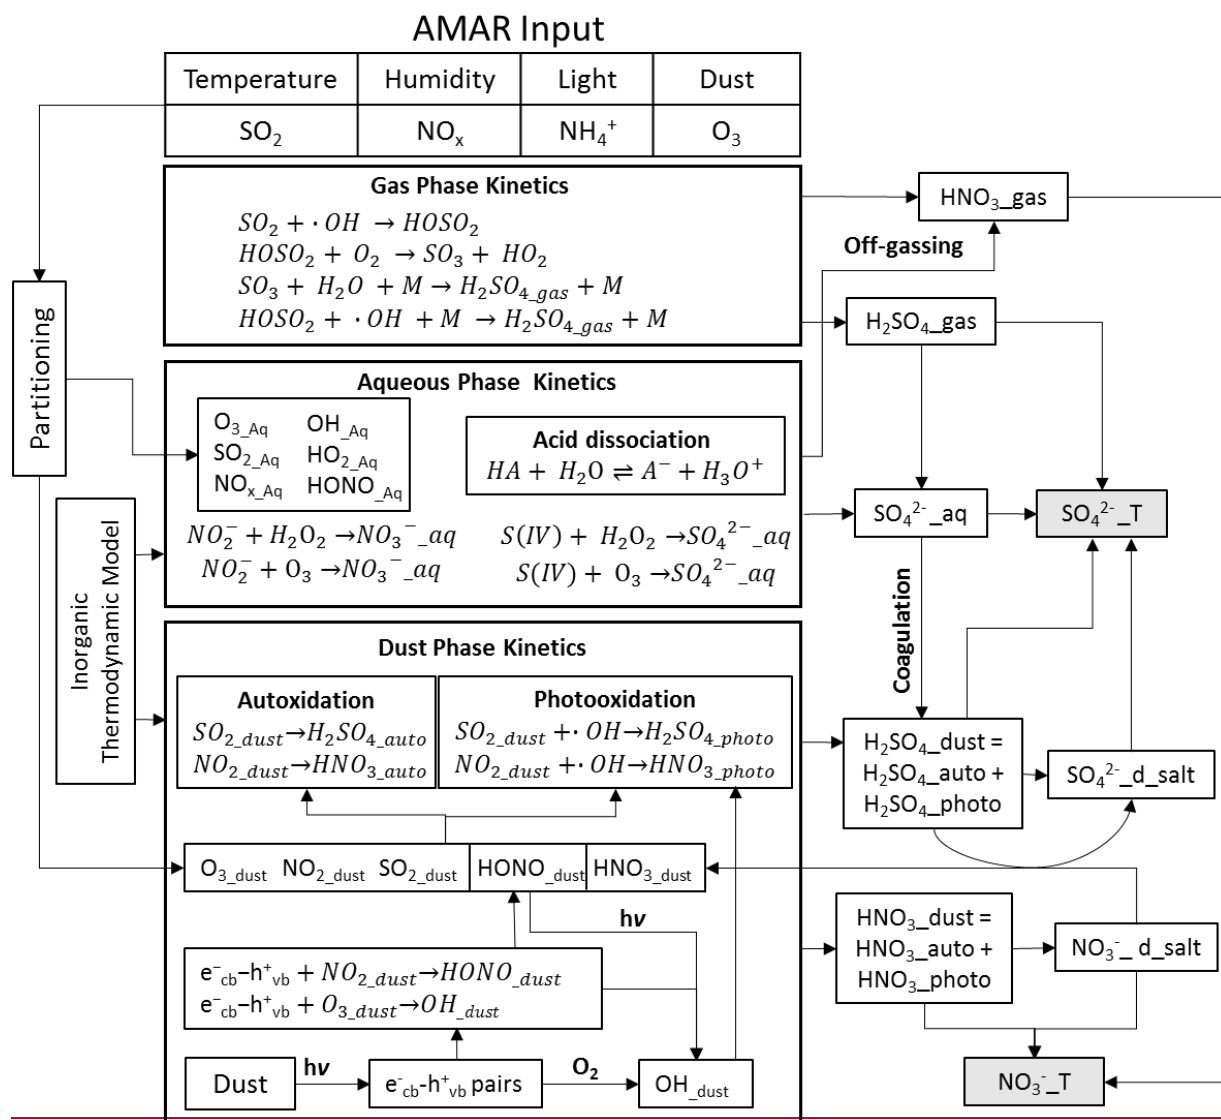 AMAR Input
Temperature Humidity Light Dust
SO₂ NOₓ NH₄⁺ O₃
Gas Phase Kinetics
SO₂ + ·OH → HOSO₂
HOSO₂ + O₂ → SO₃ + HO₂
SO₃ + H₂O + M → H₂SO₄_gas + M
HOSO₂ + ·OH + M → H₂SO₄_gas + M
HNO₃_gas
Off-gassing
H₂SO₄_gas
Partitioning
Aqueous Phase Kinetics
O₃_Aq OH_Aq
SO₂_Aq HO₂_Aq
NOₓ_Aq HONO_Aq
Acid dissociation
HA + H₂O ⇌ A⁻ + H₃O⁺
NO₂⁻ + H₂O₂ →NO₃⁻_aq
NO₂⁻ + O₃ →NO₃⁻_aq
S(IV) + H₂O₂ →SO₄²⁻_aq
S(IV) + O₃ →SO₄²⁻_aq
SO₄²⁻_aq
SO₄²⁻_T
Inorganic
Thermodynamic Model
Coagulation
Dust Phase Kinetics
Autoxidation
SO₂_dust→H₂SO₄_auto
NO₂_dust→HNO₃_auto
Photooxidation
SO₂_dust +· OH→H₂SO₄_photo
NO₂_dust +· OH→HNO₃_photo
H₂SO₄_dust =
H₂SO₄_auto +
H₂SO₄_photo
SO₄²⁻_d_salt
O₃_dust NO₂_dust SO₂_dust HONO_dust HNO₃_dust
hv
HNO₃_dust =
HNO₃_auto +
HNO₃_photo
NO₃⁻_ d_salt
e⁻cb–h⁺vb + NO₂_dust→HONO_dust
e⁻cb–h⁺vb + O₃_dust→OH_dust
Dust
hv
e⁻cb-h⁺vb pairs
O₂
OH_dust
NO₃⁻_T